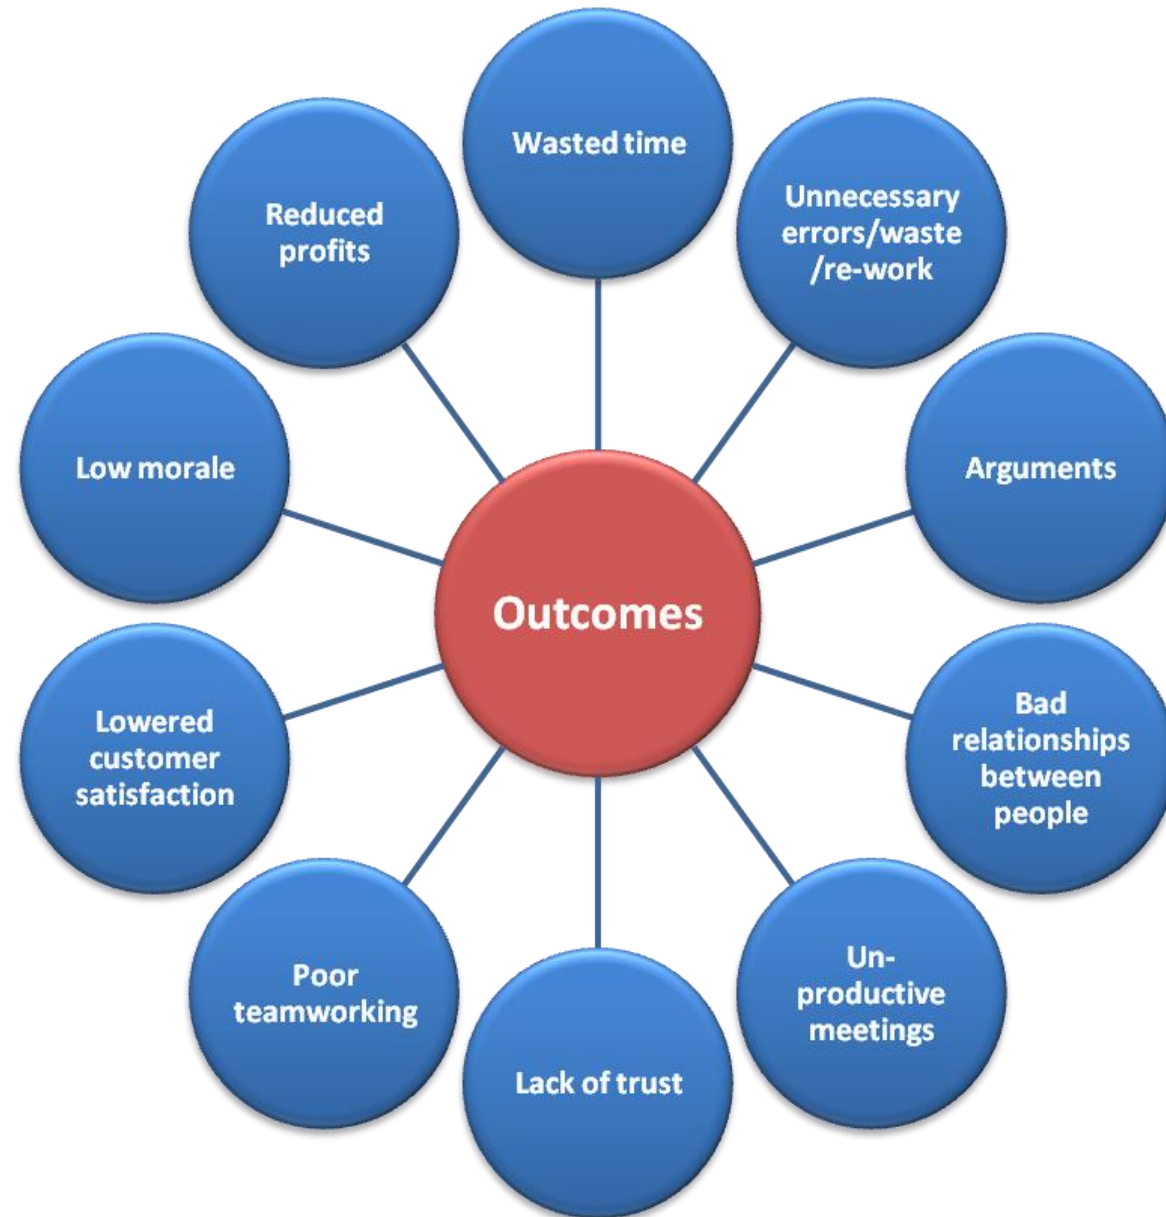 Wasted time
Unnecessary
errors/waste
/re-work
Arguments
Bad
relationships
between
people
Un-
productive
meetings
Lack of trust
Poor
teamworking
Lowered
customer
satisfaction
Low morale
Reduced
profits
Outcomes